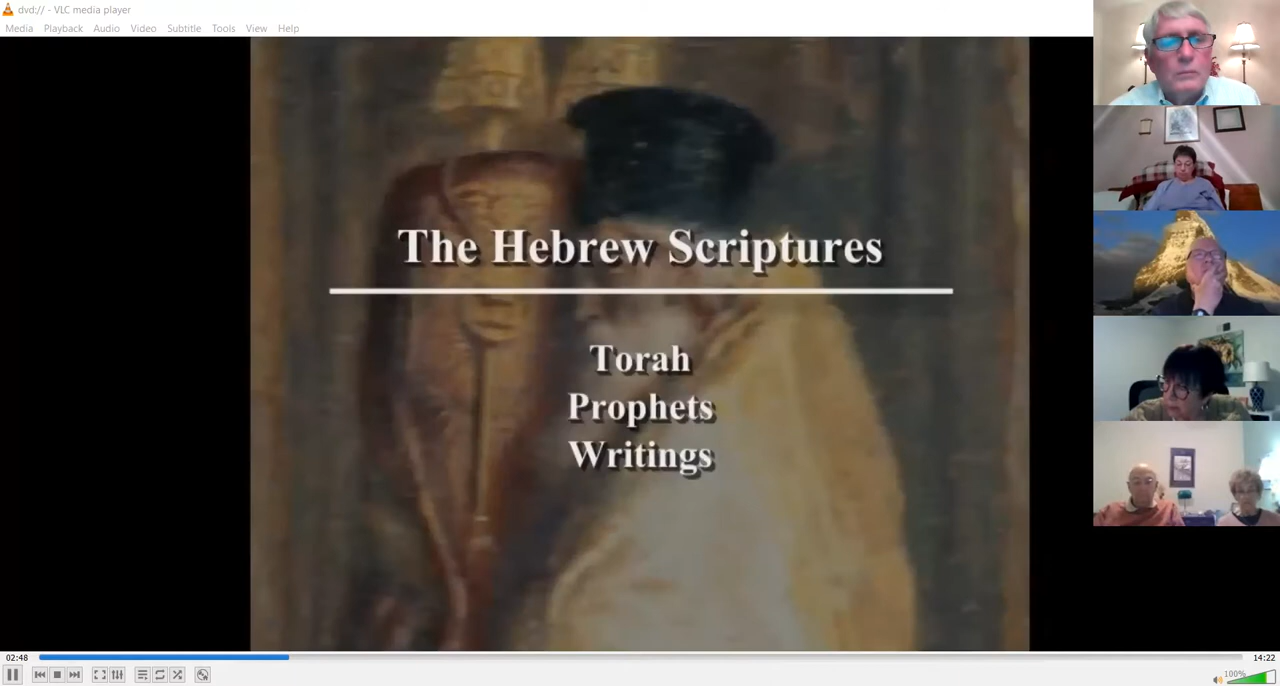 dvd:// - VLC media player
Media Playback Audio Video Subtitle Tools View Help
The Hebrew Scriptures
Torah
Prophets
Writings
02:48
14:22
100%